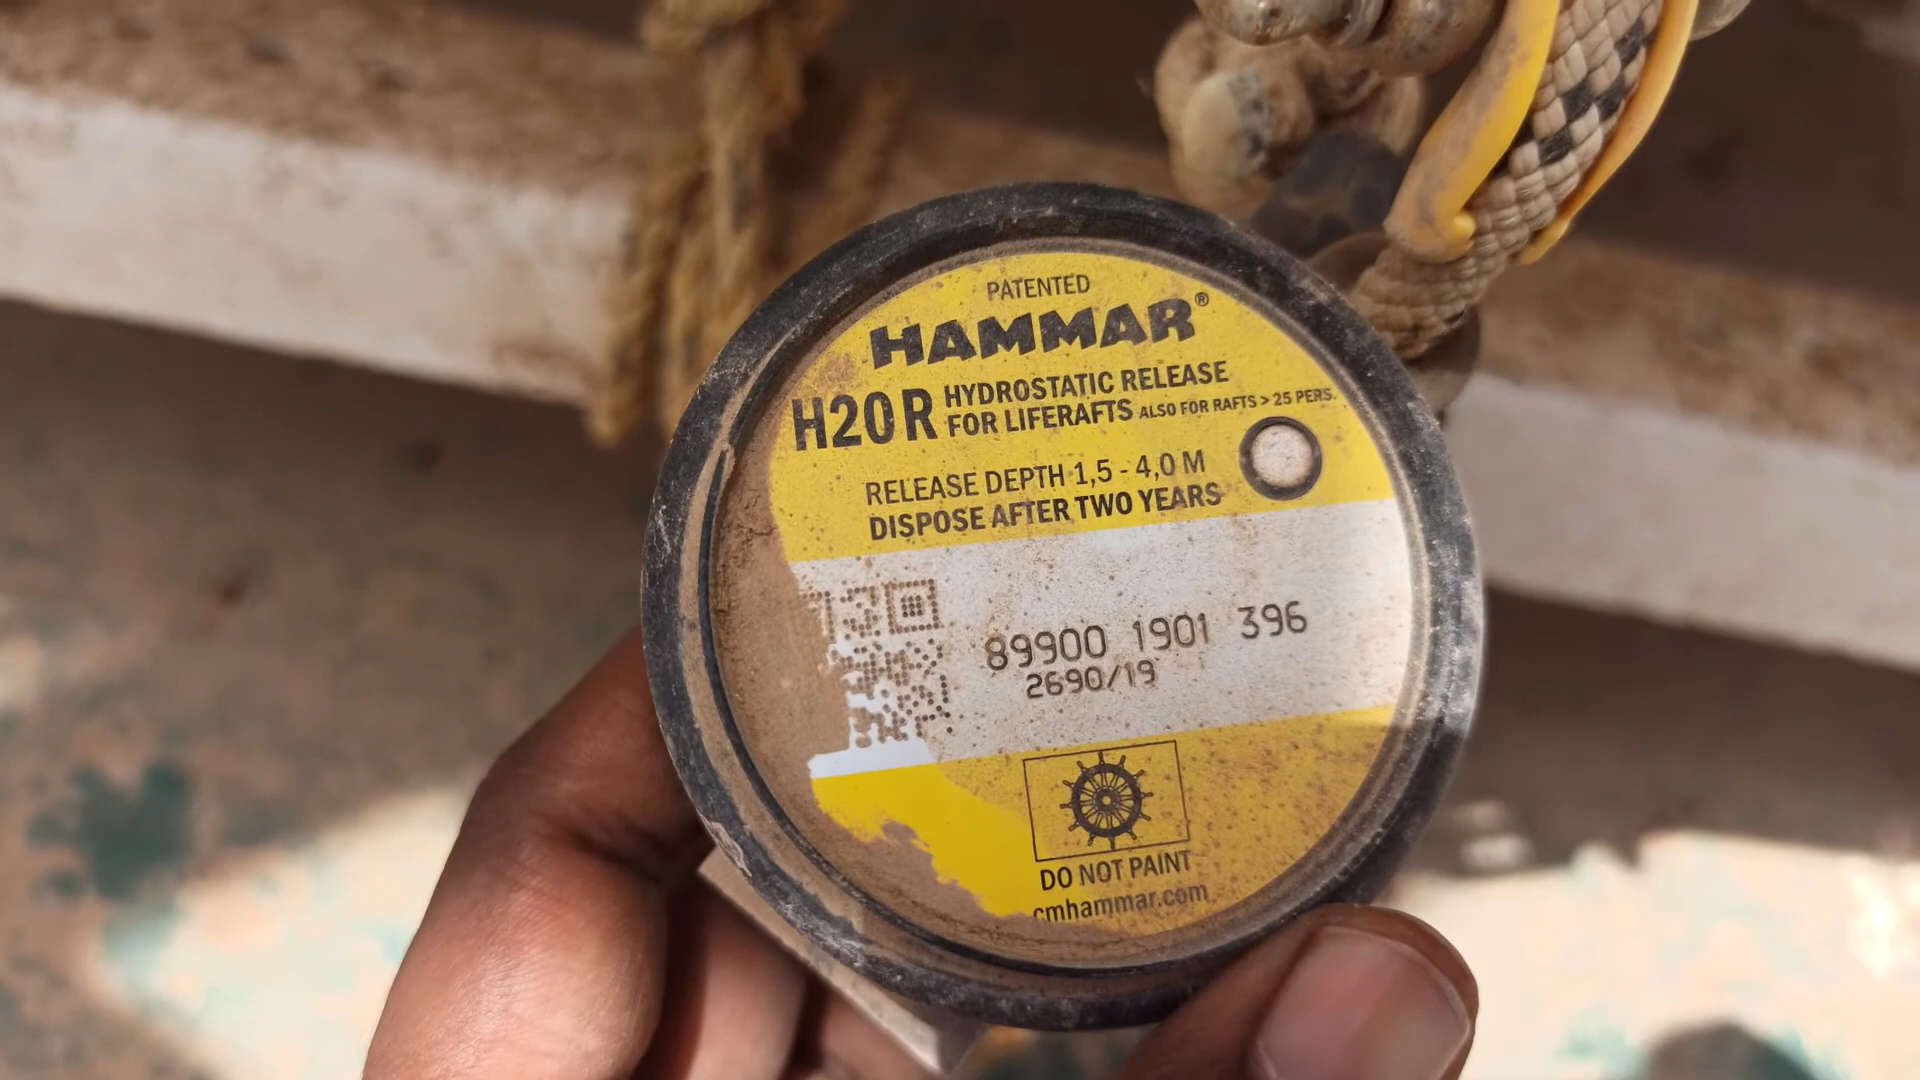 PATENTED
HAMMAR®
H20R HYDROSTATIC RELEASE
FOR LIFERAFTS ALSO FOR RAFTS > 25 PERS.
RELEASE DEPTH 1,5 - 4,0 M
DISPOSE AFTER TWO YEARS
89900 1901 396
2690/19
DO NOT PAINT
cmhammar.com